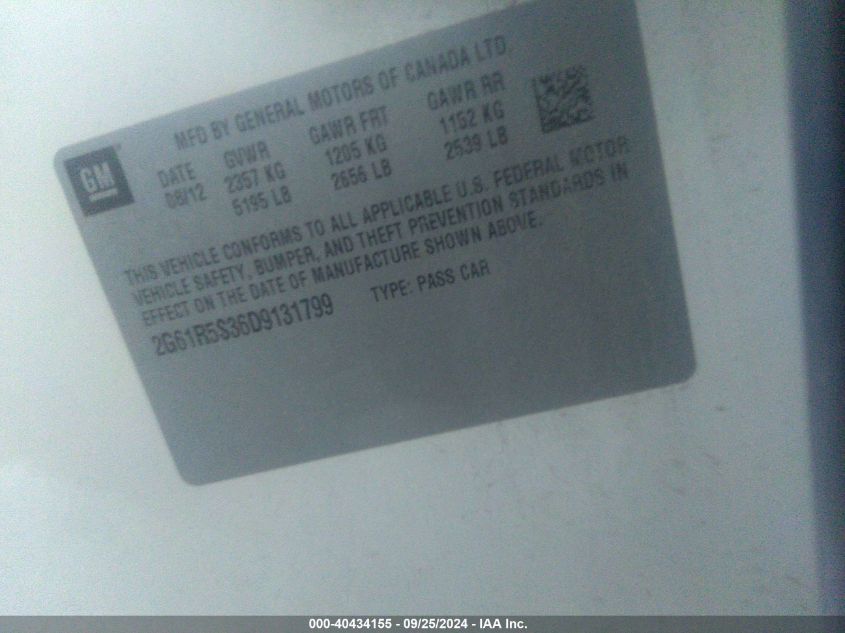 MFD BY GENERAL MOTORS OF CANADA LTD.
GM
DATE GVWR GAWR FRT GAWR RR
08/12 2357 KG 1205 KG 1152 KG
5195 LB 2656 LB 2539 LB
THIS VEHICLE CONFORMS TO ALL APPLICABLE U.S. FEDERAL MOTOR
VEHICLE SAFETY, BUMPER, AND THEFT PREVENTION STANDARDS IN
EFFECT ON THE DATE OF MANUFACTURE SHOWN ABOVE.
2G61R5S36D9131799 TYPE: PASS CAR
000-40434155 - 09/25/2024 - IAA Inc.